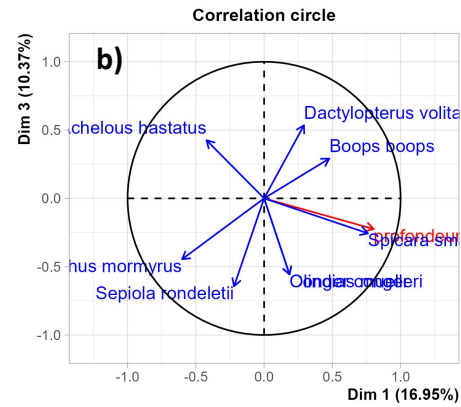 Correlation circle
b)
Dim 3 (10.37%)
1.0
0.5
0.0
-0.5
-1.0
Dactylopterus volita
chelous hastatus
Boops boops
profondeur
Spicara sm
hus mormyrus
Sepiola rondeletii
-1.0
-0.5
0.0
0.5
1.0
Dim 1 (16.95%)